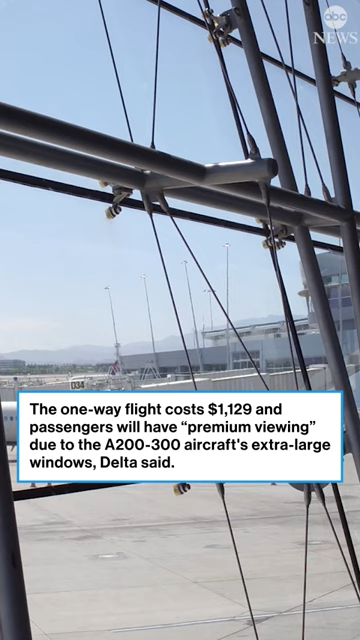 abc
NEWS
D34
The one-way flight costs $1,129 and
passengers will have “premium viewing”
due to the A200-300 aircraft's extra-large
windows, Delta said.